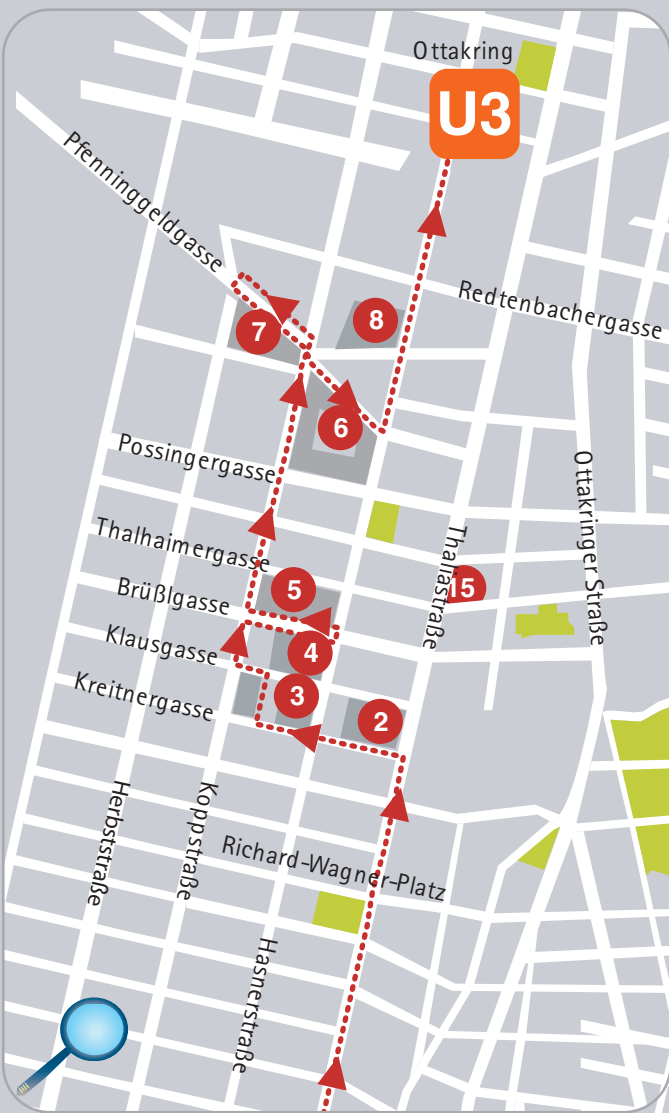 Ottakring
U3
Pfenninggeldgasse
Redtenbachergasse
8
7
6
Possingergasse
Ottakringer Straße
Thalhaimergasse
Thaliastraße
15
5
Brüßlgasse
Klausgasse
4
Kreitnergasse
3
2
Herbststraße
Koppstraße
Richard-Wagner-Platz
Hasnerstraße